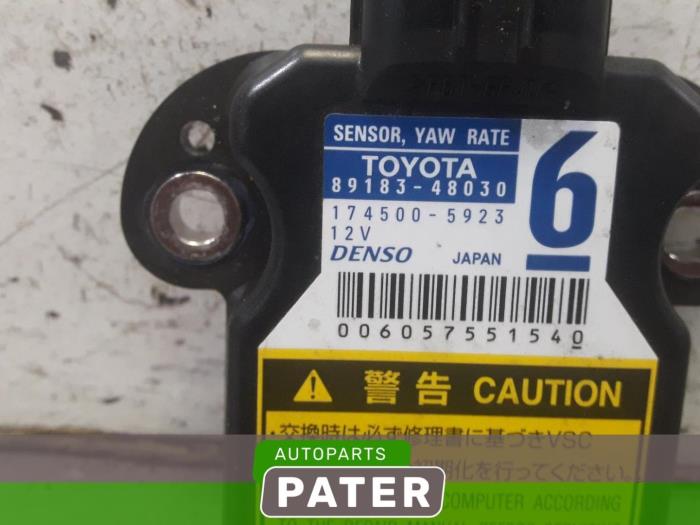 SENSOR, YAW RATE
TOYOTA
89183-48030
174500-5923
12V
DENSO JAPAN
6
006057551540
警告 CAUTION
・交換時は必ず修理書に基づきVSC
初期化を行ってください。
COMPUTER ACCORDING
AUTOPARTS
PATER